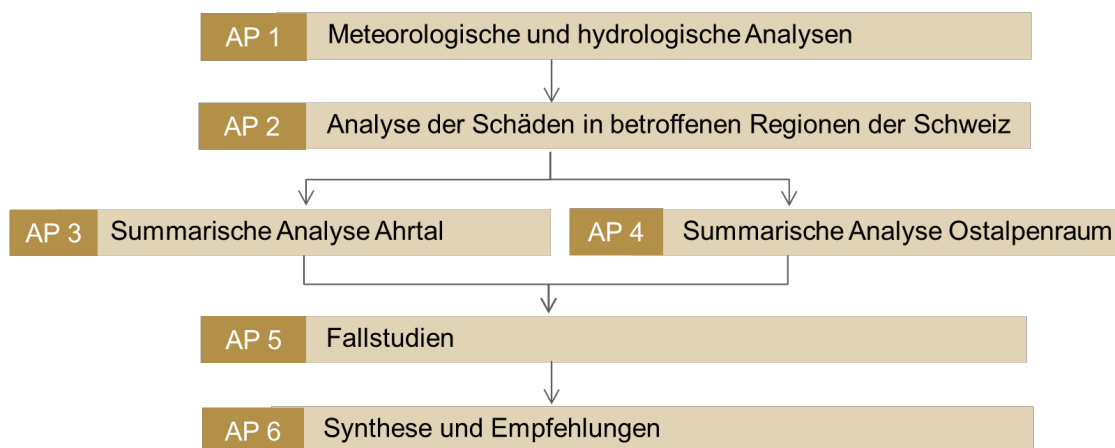 AP 1 Meteorologische und hydrologische Analysen
AP 2 Analyse der Schäden in betroffenen Regionen der Schweiz
AP 3 Summarische Analyse Ahrtal
AP 4 Summarische Analyse Ostalpenraum
AP 5 Fallstudien
AP 6 Synthese und Empfehlungen